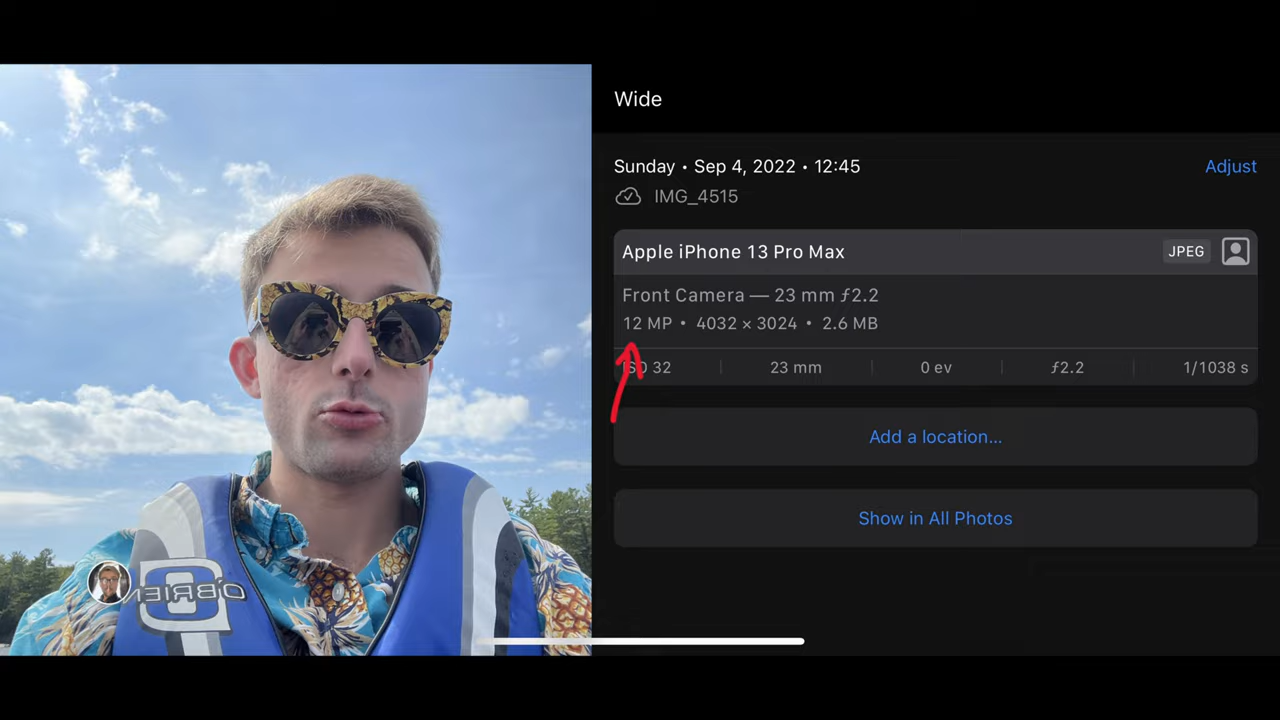 Wide
Sunday • Sep 4, 2022 • 12:45
Adjust
IMG_4515
Apple iPhone 13 Pro Max
JPEG
Front Camera — 23 mm ƒ2.2
12 MP • 4032 × 3024 • 2.6 MB
ISO 32
23 mm
0 ev
ƒ2.2
1/1038 s
Add a location...
Show in All Photos
O'BRIEN